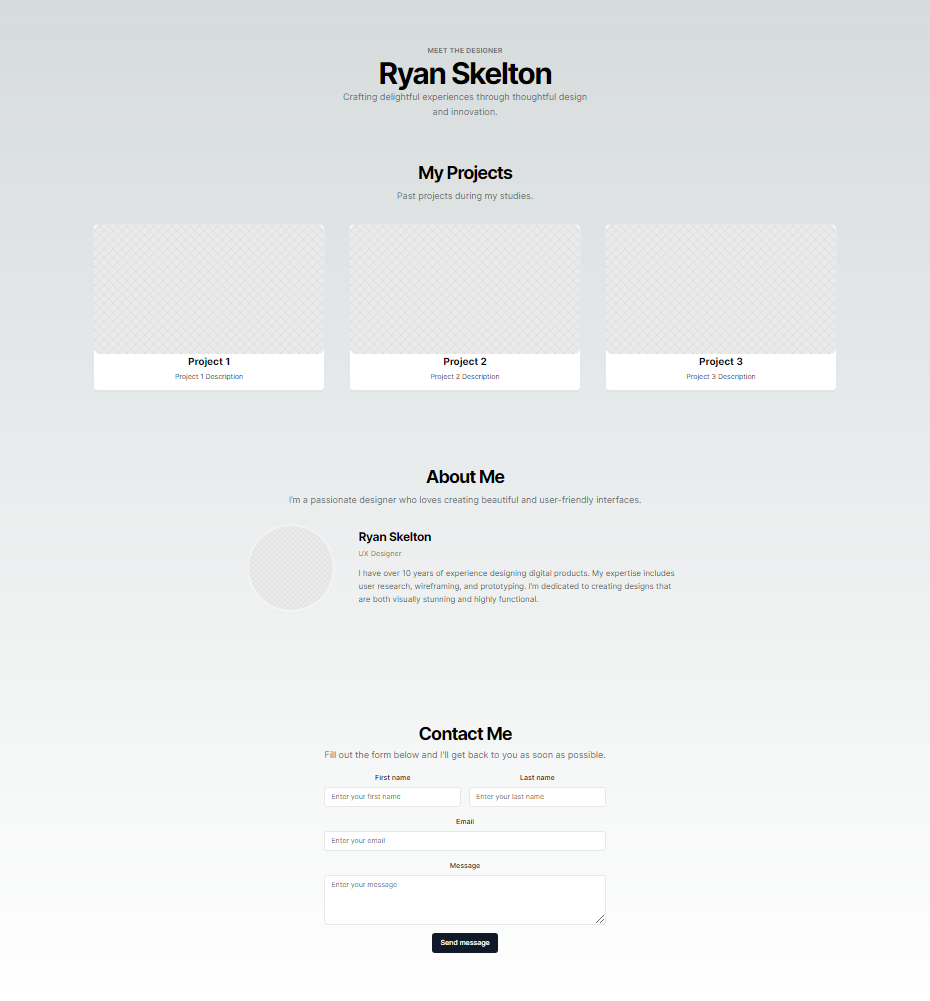 MEET THE DESIGNER
Ryan Skelton
Crafting delightful experiences through thoughtful design
and innovation.
My Projects
Past projects during my studies.
Project 1
Project 1 Description
Project 2
Project 2 Description
Project 3
Project 3 Description
About Me
I'm a passionate designer who loves creating beautiful and user-friendly interfaces.
Ryan Skelton
UX Designer
I have over 10 years of experience designing digital products. My expertise includes
user research, wireframing, and prototyping. I'm dedicated to creating designs that
are both visually stunning and highly functional.
Contact Me
Fill out the form below and I'll get back to you as soon as possible.
First name
Last name
Enter your first name
Enter your last name
Email
Enter your email
Message
Enter your message
Send message